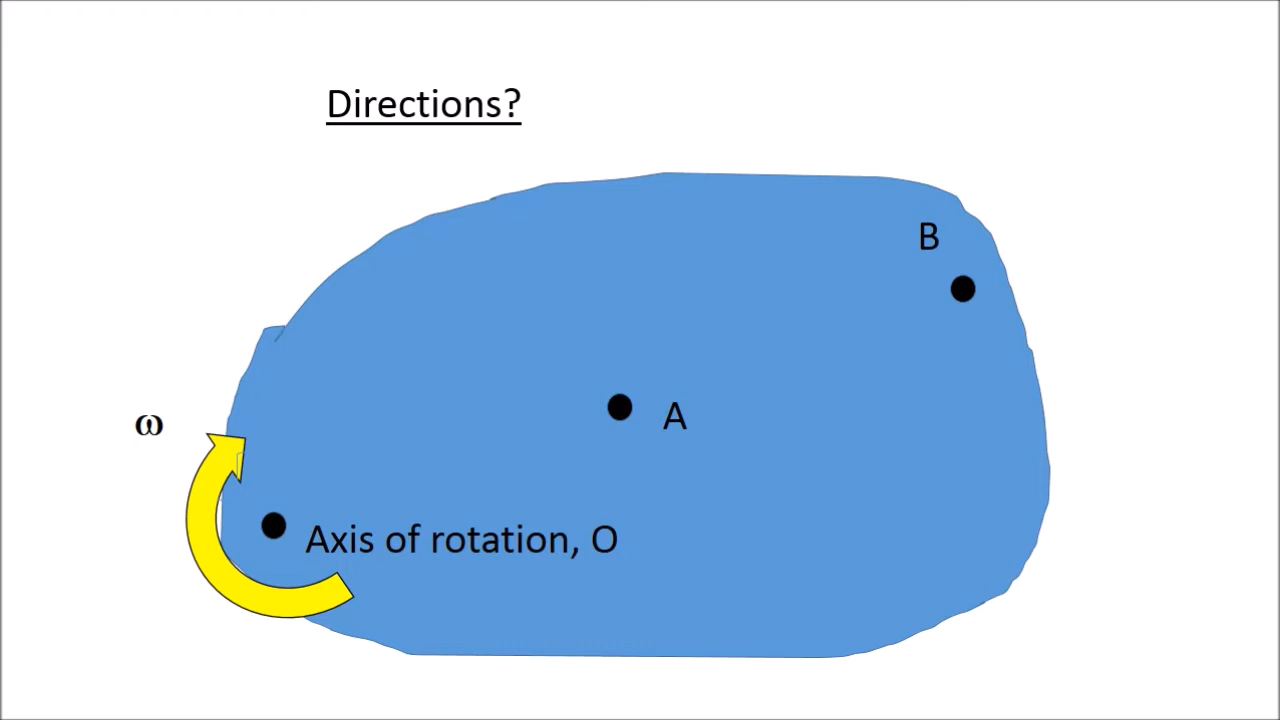 Directions?
B
A
ω
Axis of rotation, O